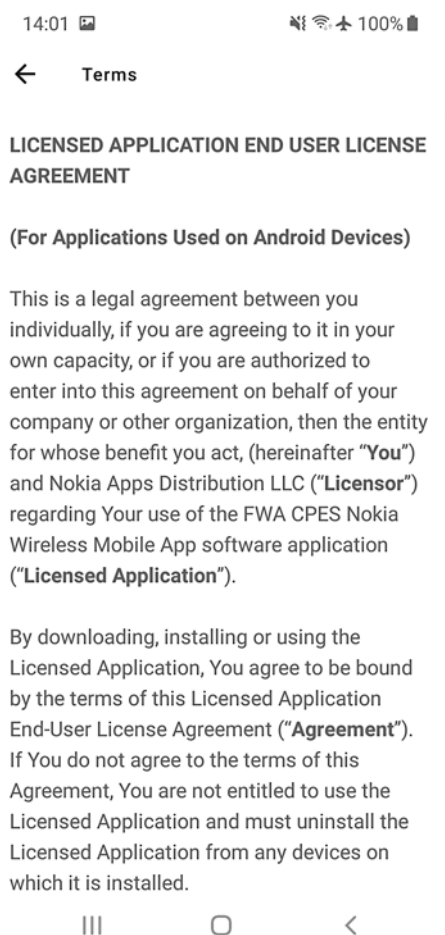 14:01
100%
Terms
LICENSED APPLICATION END USER LICENSE
AGREEMENT
(For Applications Used on Android Devices)
This is a legal agreement between you
individually, if you are agreeing to it in your
own capacity, or if you are authorized to
enter into this agreement on behalf of your
company or other organization, then the entity
for whose benefit you act, (hereinafter “You”)
and Nokia Apps Distribution LLC (“Licensor”)
regarding Your use of the FWA CPES Nokia
Wireless Mobile App software application
(“Licensed Application”).
By downloading, installing or using the
Licensed Application, You agree to be bound
by the terms of this Licensed Application
End-User License Agreement (“Agreement”).
If You do not agree to the terms of this
Agreement, You are not entitled to use the
Licensed Application and must uninstall the
Licensed Application from any devices on
which it is installed.